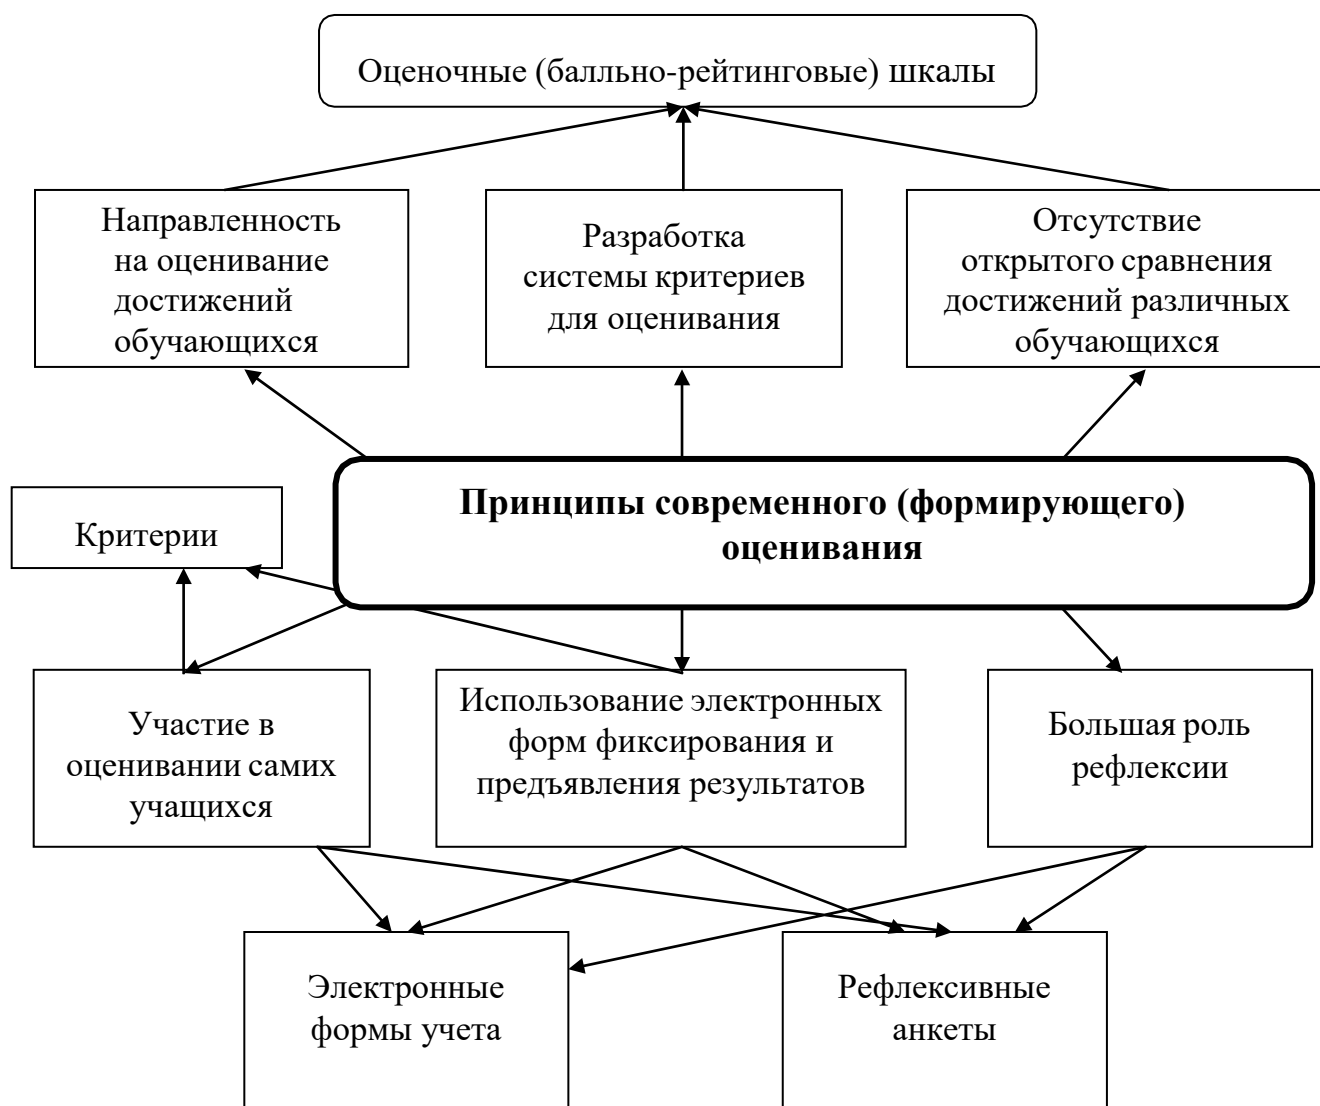 Оценочные (балльно-рейтинговые) шкалы
Направленность
на оценивание
достижений
обучающихся
Разработка
системы критериев
для оценивания
Отсутствие
открытого сравнения
достижений различных
обучающихся
Принципы современного (формирующего)
оценивания
Критерии
Участие в
оценивании самих
учащихся
Использование электронных
форм фиксирования и
предъявления результатов
Большая роль
рефлексии
Электронные
формы учета
Рефлексивные
анкеты